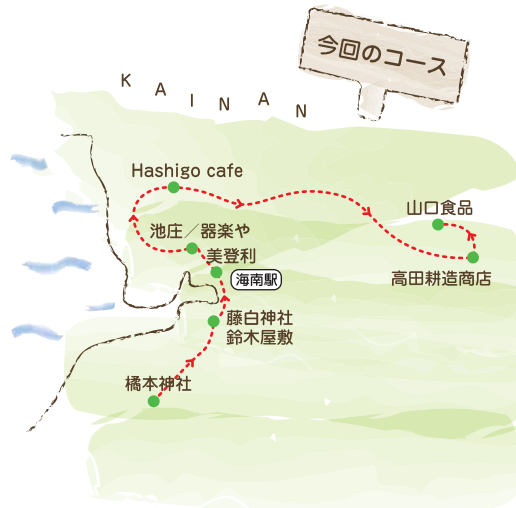 今回のコース
KAINAN
Hashigo cafe
山口食品
池庄／器楽や
美登利
海南駅
高田耕造商店
藤白神社
鈴木屋敷
橘本神社